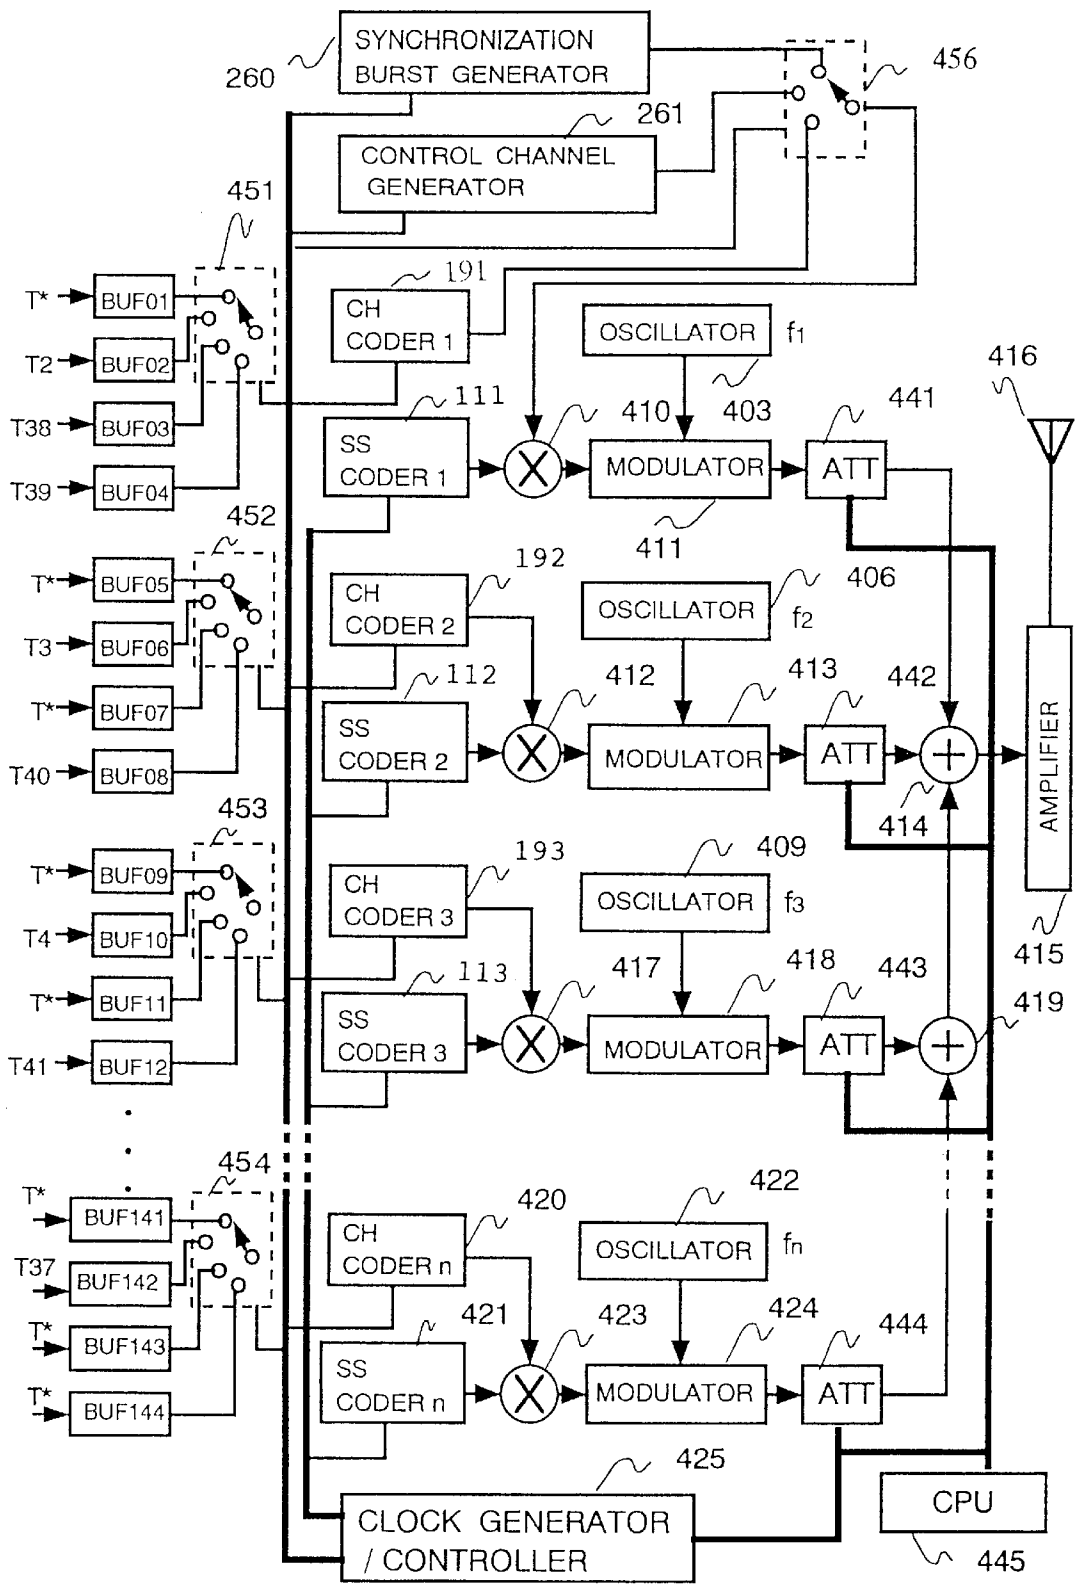 SYNCHRONIZATION
BURST GENERATOR
260
456
261
CONTROL CHANNEL
GENERATOR
451
191
T*
BUF01
CH
CODER 1
OSCILLATOR
f1
T2
BUF02
416
111
410
403
441
T38
BUF03
SS
CODER 1
MODULATOR
ATT
T39
BUF04
452
411
192
406
T*
BUF05
CH
CODER 2
OSCILLATOR
f2
T3
BUF06
112
412
413
442
T*
BUF07
SS
CODER 2
MODULATOR
ATT
T40
BUF08
AMPLIFIER
453
414
193
409
T*
BUF09
CH
CODER 3
OSCILLATOR
f3
T4
BUF10
415
113
417
418
443
T*
BUF11
419
SS
CODER 3
MODULATOR
ATT
T41
BUF12
454
420
422
T*
BUF141
CH
CODER n
OSCILLATOR
fn
T37
BUF142
421
423
424
444
T*
BUF143
SS
CODER n
MODULATOR
ATT
T*
BUF144
425
CLOCK GENERATOR
/ CONTROLLER
CPU
445